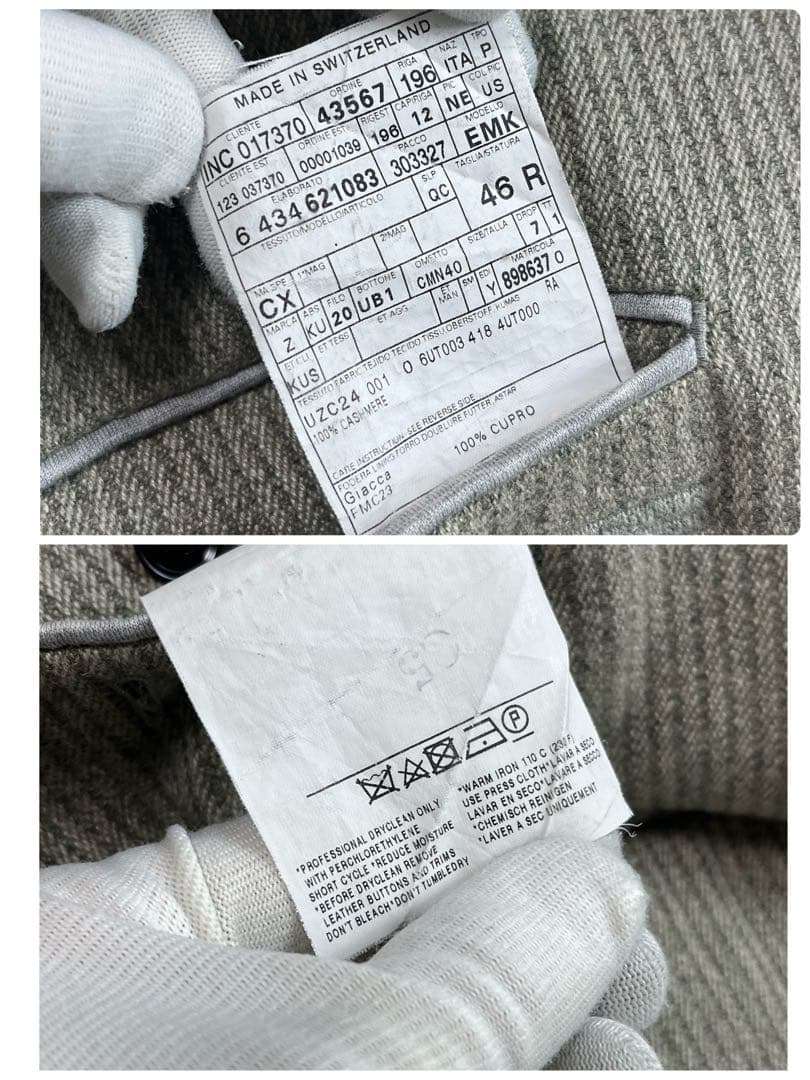 MADE IN SWITZERLAND
CLIENTE ORDINE RIGA NAZ TPO
INC 017370 43567 196 ITA P
CLIENTE EST ORDINE EST RIGEST CAPIRIGA PIC COL PIC
123 037370 00001039 196 12 NE US
ELABORATO PACCO MODELLO
6 434 621083 303327 EMK
TESSUTO/MODELLO/ARTICOLO SLP TAGLIA/STATURA
QC 46 R
MA.SPE 1°MAG 2°MAG
CX
MARCA ABS FILO BOTTONE OMETTO SIZE/TALLA DROP TT
Z KU 20 UB1 CMN40 7 1
ET.TESS ET AGG ET MAN SM EDI MATRICOLA
KUS Y 898637 0
TESSUTO FABRIC TEJIDO TECIDO TISSU OBERSTOFF KUMAS RA
UZC24 001 0 6UT003 418 4UT000
100% CASHMERE
CARE INSTRUCTION SEE REVERSE SIDE
FODERA LINING FORRO DOUBLURE FUTTER ASTAR
Giacca 100% CUPRO
FMC23
C5
P
*PROFESSIONAL DRYCLEAN ONLY
WITH PERCHLORETHYLENE
SHORT CYCLE *REDUCE MOISTURE
*BEFORE DRYCLEAN REMOVE
LEATHER BUTTONS AND TRIMS
DON'T BLEACH*DON'T TUMBLEDRY
*WARM IRON 110 C (23 F)
USE PRESS CLOTH*LAVAR A SECO
LAVAR EN SECO*LAVARE A SECCO
*CHEMISCH REINIGEN
*LAVER A SEC UNIQUEMENT